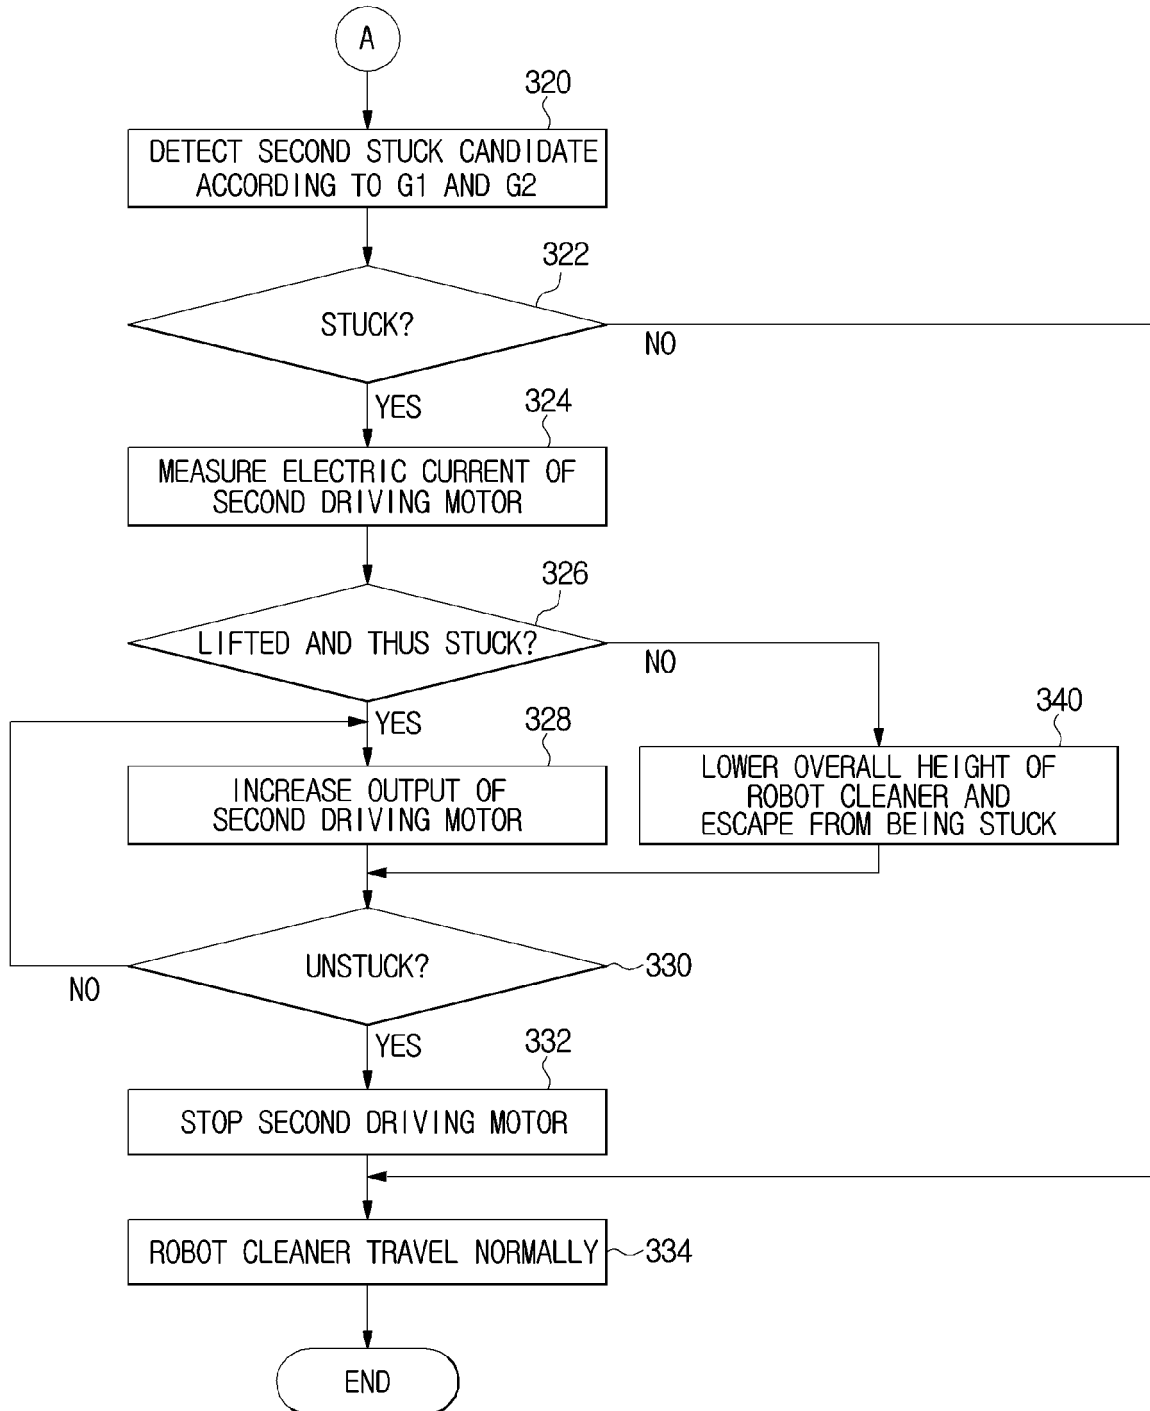 A
320
DETECT SECOND STUCK CANDIDATE
ACCORDING TO G1 AND G2
322
STUCK?
NO
YES
324
MEASURE ELECTRIC CURRENT OF
SECOND DRIVING MOTOR
326
LIFTED AND THUS STUCK?
NO
YES
328
INCREASE OUTPUT OF
SECOND DRIVING MOTOR
340
LOWER OVERALL HEIGHT OF
ROBOT CLEANER AND
ESCAPE FROM BEING STUCK
UNSTUCK?
330
NO
YES
332
STOP SECOND DRIVING MOTOR
ROBOT CLEANER TRAVEL NORMALLY
334
END